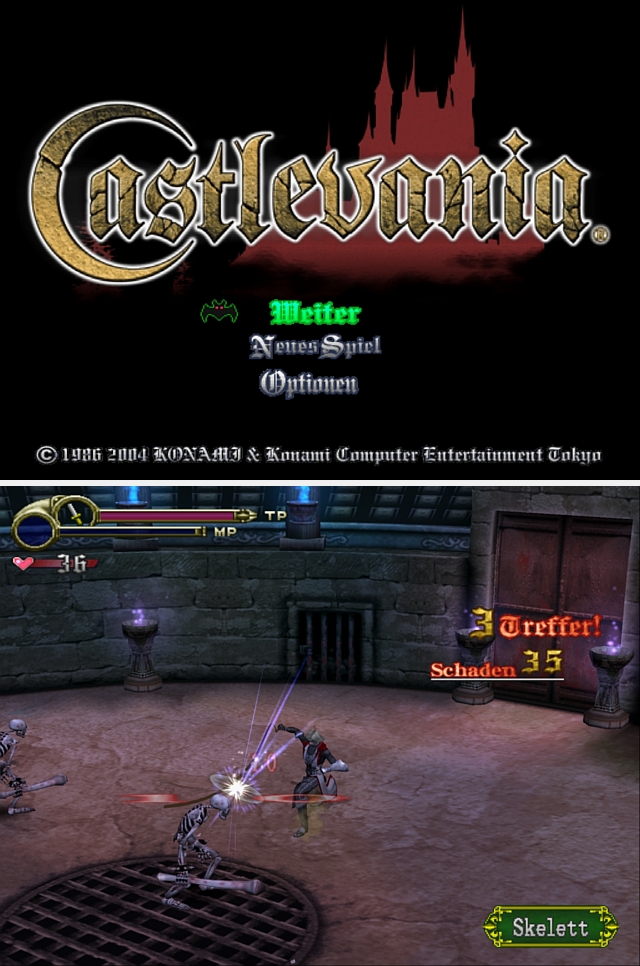 Castlevania®
Weiter
Neues Spiel
Optionen
© 1986 2004 KONAMI & Konami Computer Entertainment Tokyo
TP
MP
36
3 Treffer!
Schaden 35
Skelett